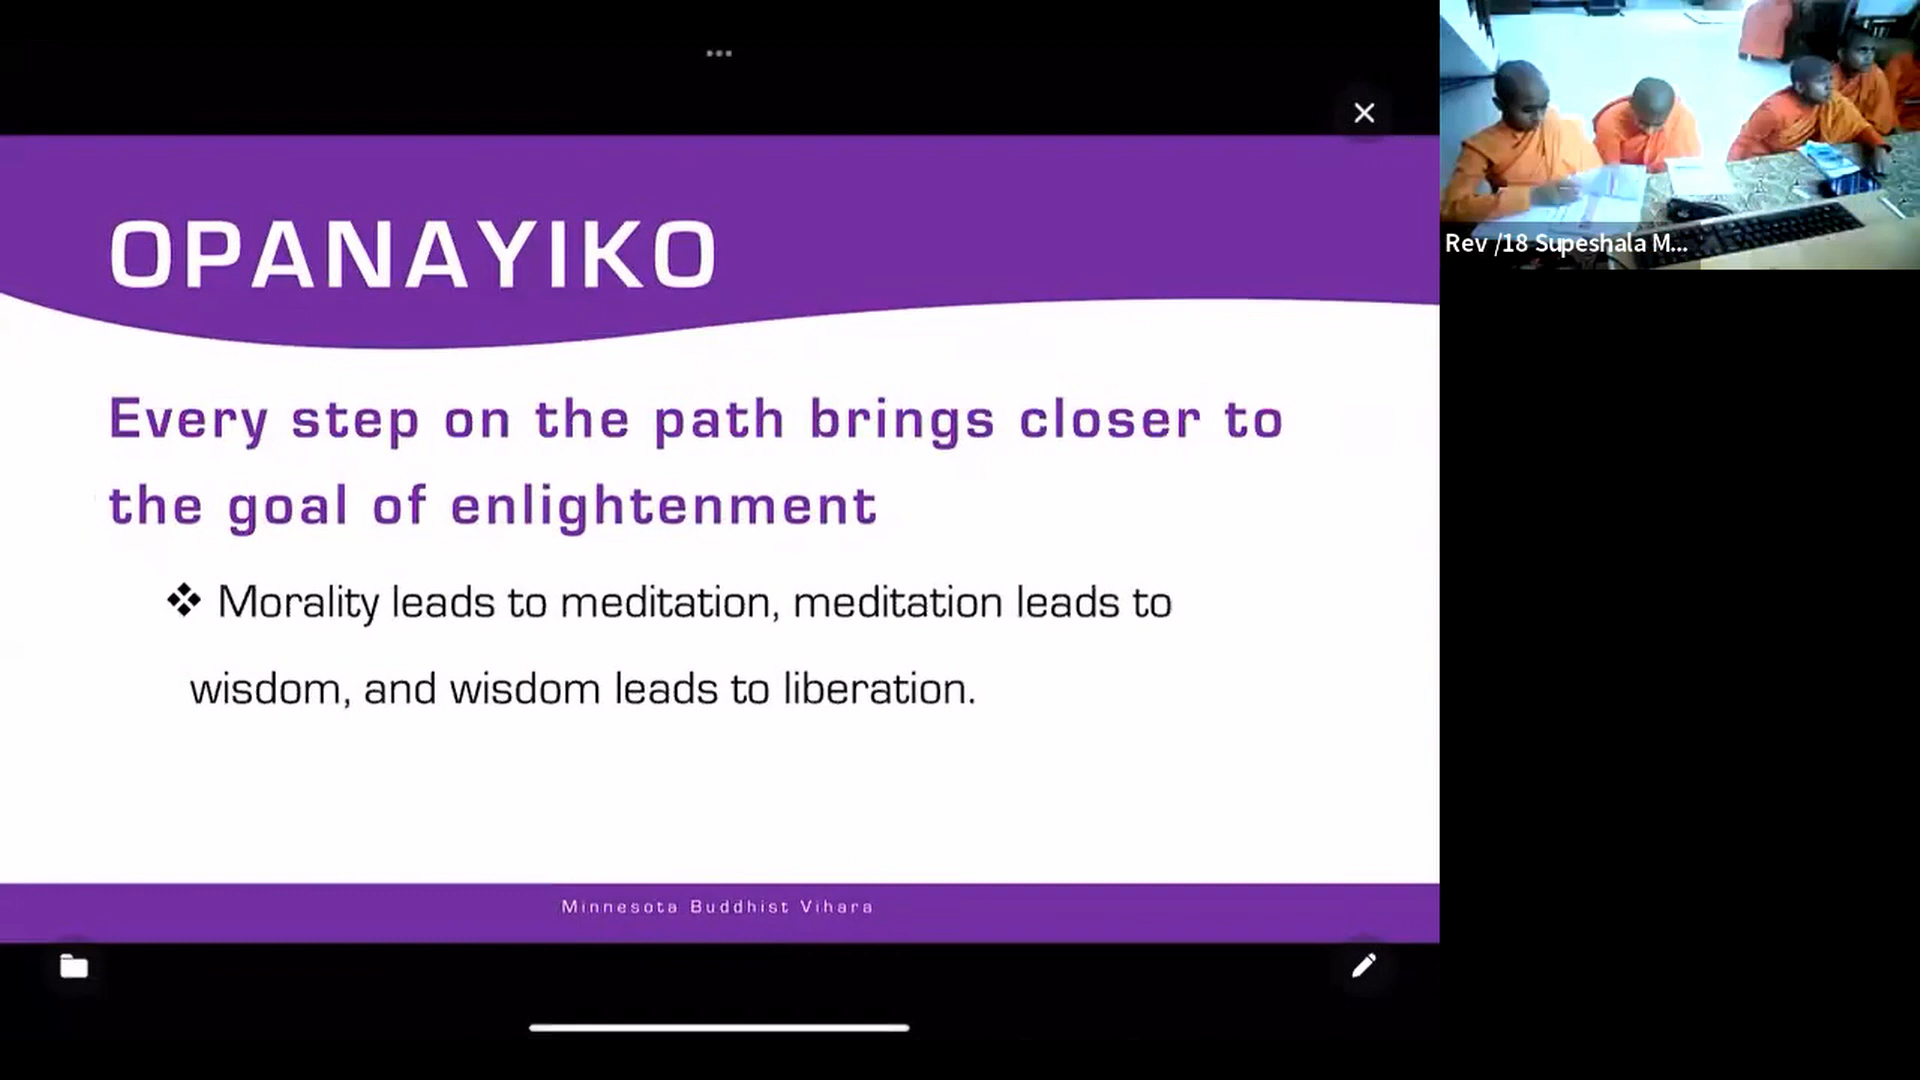 OPANAYIKO
Every step on the path brings closer to
the goal of enlightenment
❖ Morality leads to meditation, meditation leads to
wisdom, and wisdom leads to liberation.
Minnesota Buddhist Vihara
Rev /18 Supeshala M...